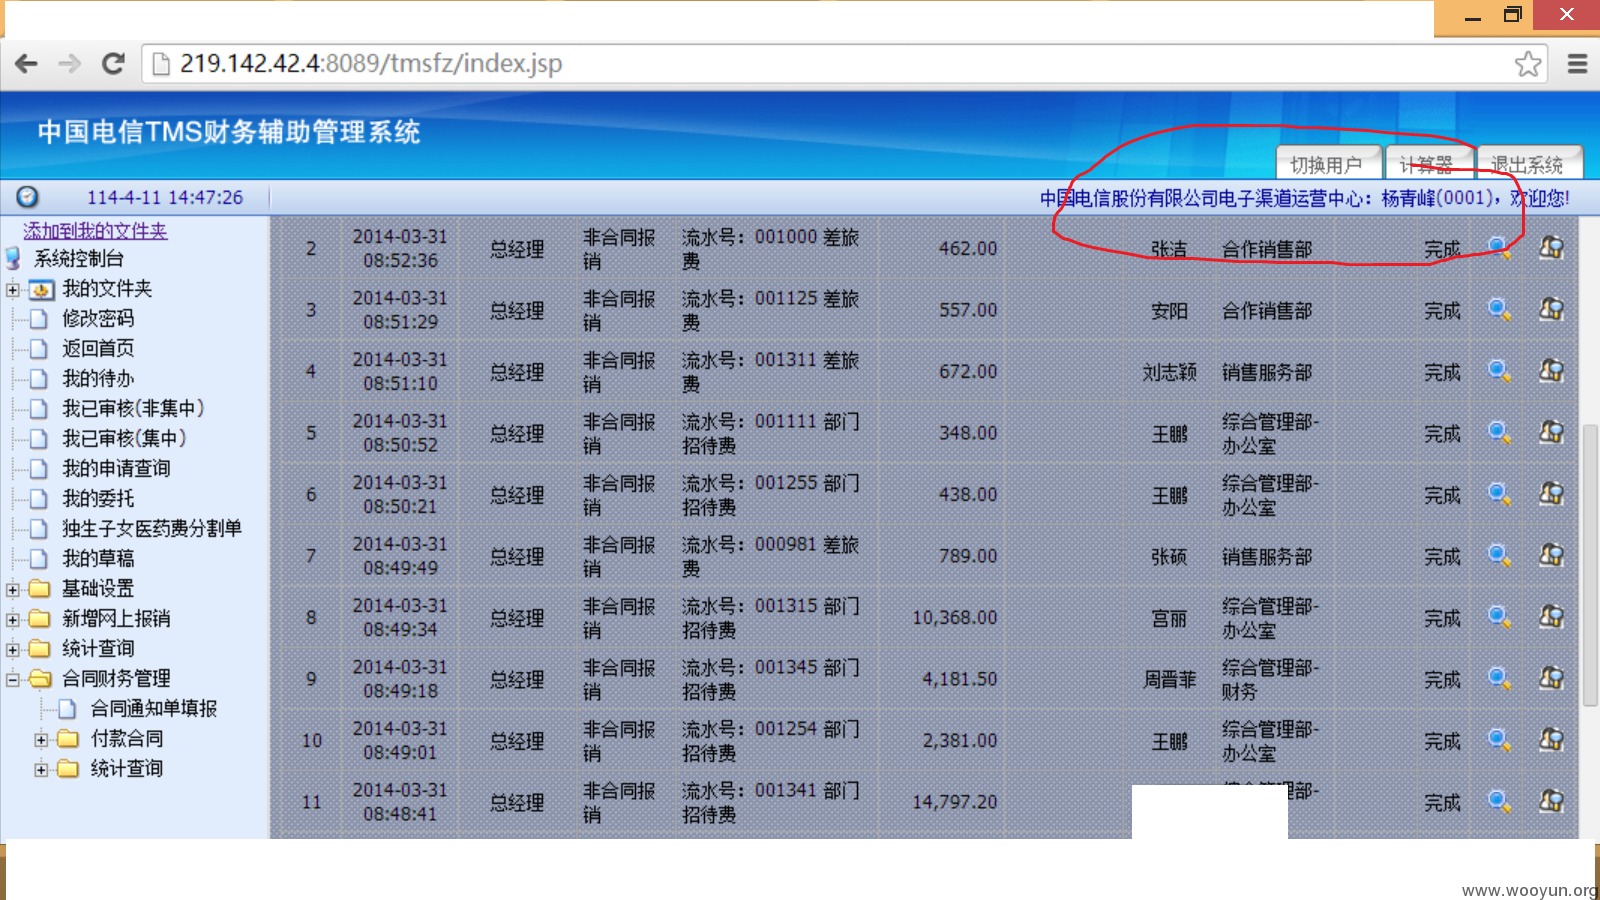 219.142.42.4:8089/tmsfz/index.jsp
中国电信TMS财务辅助管理系统
切换用户 计算器 退出系统
114-4-11 14:47:26
中国电信股份有限公司电子渠道运营中心: 杨青峰(0001), 欢迎您!
添加到我的文件夹
系统控制台
我的文件夹
修改密码
返回首页
我的待办
我已审核(非集中)
我已审核(集中)
我的申请查询
我的委托
独生子女医药费分割单
我的草稿
基础设置
新增网上报销
统计查询
合同财务管理
合同通知单填报
付款合同
统计查询
2 2014-03-31 08:52:36 总经理 非合同报销 流水号: 001000 差旅费 462.00 张洁 合作销售部 完成
3 2014-03-31 08:51:29 总经理 非合同报销 流水号: 001125 差旅费 557.00 安阳 合作销售部 完成
4 2014-03-31 08:51:10 总经理 非合同报销 流水号: 001311 差旅费 672.00 刘志颖 销售服务部 完成
5 2014-03-31 08:50:52 总经理 非合同报销 流水号: 001111 部门招待费 348.00 王鹏 综合管理部-办公室 完成
6 2014-03-31 08:50:21 总经理 非合同报销 流水号: 001255 部门招待费 438.00 王鹏 综合管理部-办公室 完成
7 2014-03-31 08:49:49 总经理 非合同报销 流水号: 000981 差旅费 789.00 张硕 销售服务部 完成
8 2014-03-31 08:49:34 总经理 非合同报销 流水号: 001315 部门招待费 10,368.00 宫丽 综合管理部-办公室 完成
9 2014-03-31 08:49:18 总经理 非合同报销 流水号: 001345 部门招待费 4,181.50 周晋菲 综合管理部-财务 完成
10 2014-03-31 08:49:01 总经理 非合同报销 流水号: 001254 部门招待费 2,381.00 王鹏 综合管理部-办公室 完成
11 2014-03-31 08:48:41 总经理 非合同报销 流水号: 001341 部门招待费 14,797.20 完成
www.wooyun.org